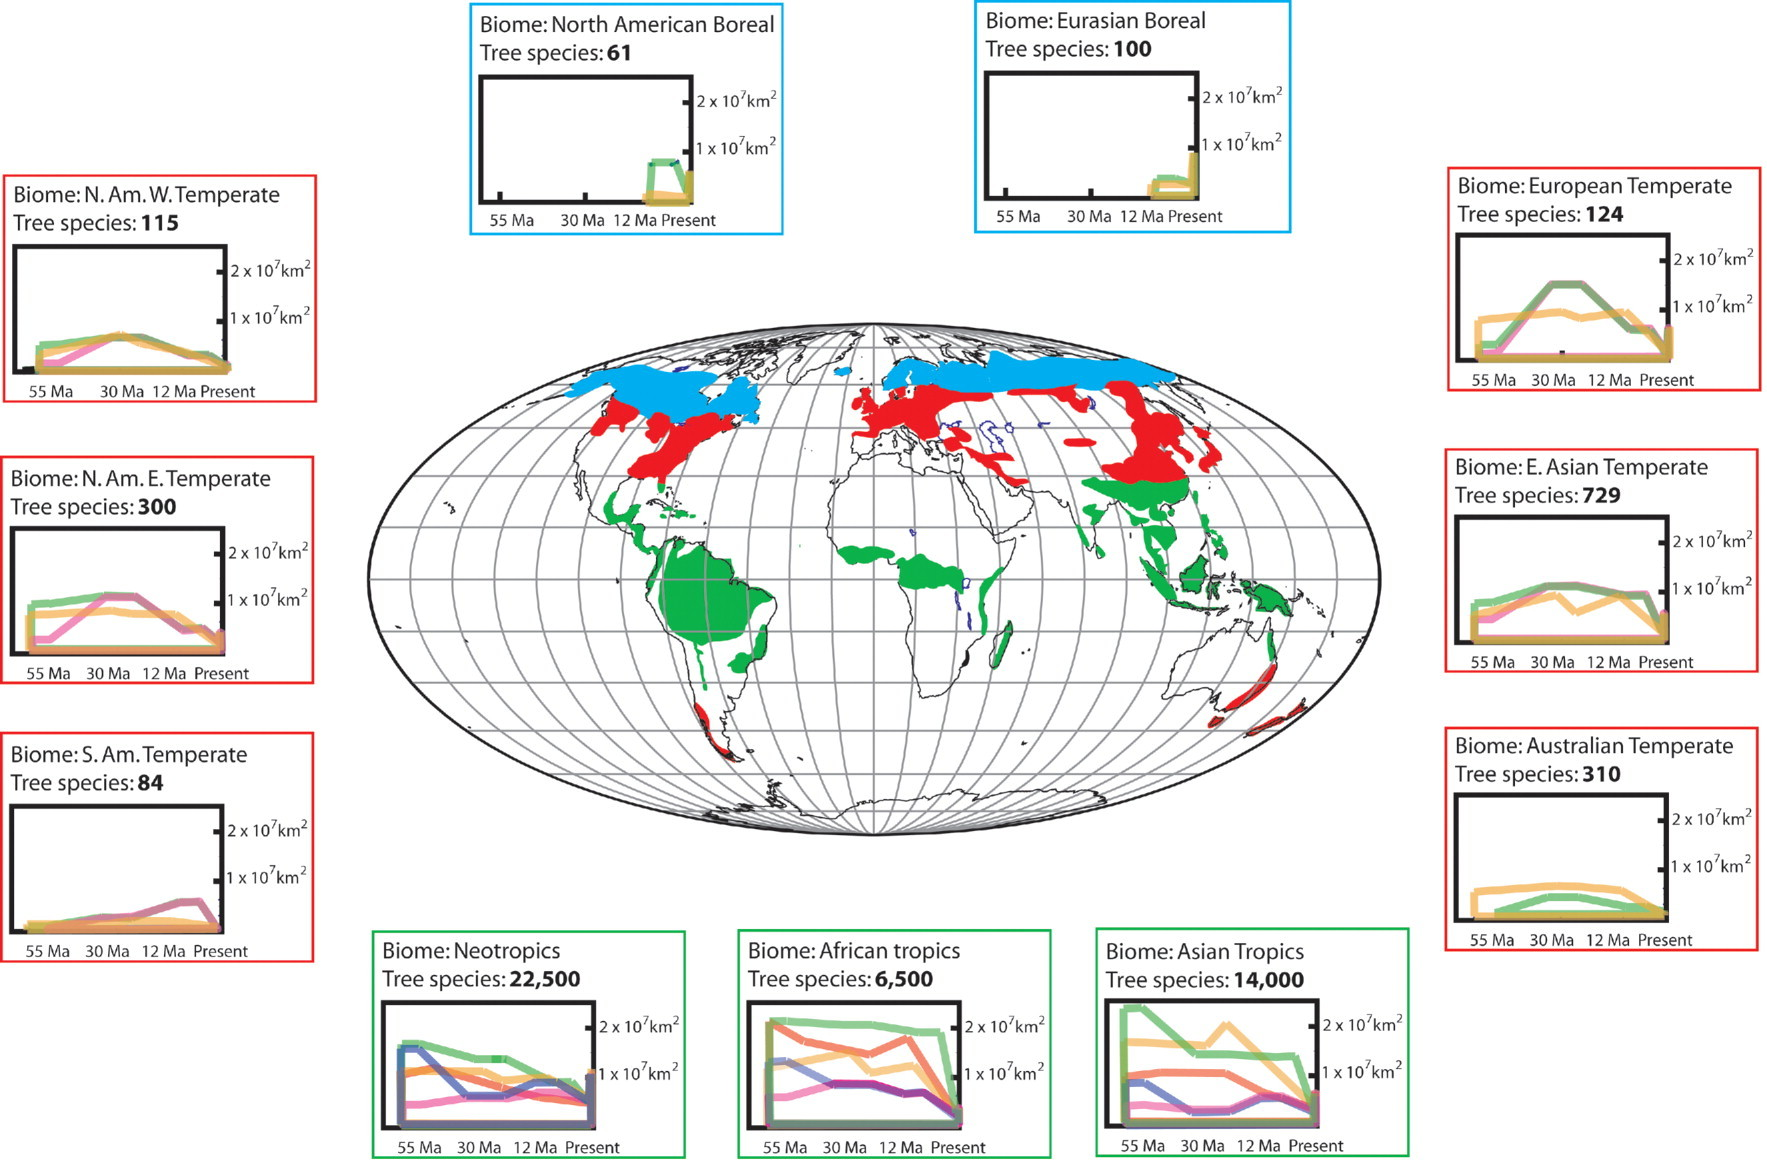 Biome: North American Boreal
Tree species: 61
2 x 10⁷km²
1 x 10⁷km²
55 Ma 30 Ma 12 Ma Present
Biome: Eurasian Boreal
Tree species: 100
2 x 10⁷km²
1 x 10⁷km²
55 Ma 30 Ma 12 Ma Present
Biome: N. Am. W. Temperate
Tree species: 115
2 x 10⁷km²
1 x 10⁷km²
55 Ma 30 Ma 12 Ma Present
Biome: European Temperate
Tree species: 124
2 x 10⁷km²
1 x 10⁷km²
55 Ma 30 Ma 12 Ma Present
Biome: N. Am. E. Temperate
Tree species: 300
2 x 10⁷km²
1 x 10⁷km²
55 Ma 30 Ma 12 Ma Present
Biome: E. Asian Temperate
Tree species: 729
2 x 10⁷km²
1 x 10⁷km²
55 Ma 30 Ma 12 Ma Present
Biome: S. Am. Temperate
Tree species: 84
2 x 10⁷km²
1 x 10⁷km²
55 Ma 30 Ma 12 Ma Present
Biome: Australian Temperate
Tree species: 310
2 x 10⁷km²
1 x 10⁷km²
55 Ma 30 Ma 12 Ma Present
Biome: Neotropics
Tree species: 22,500
2 x 10⁷km²
1 x 10⁷km²
55 Ma 30 Ma 12 Ma Present
Biome: African tropics
Tree species: 6,500
2 x 10⁷km²
1 x 10⁷km²
55 Ma 30 Ma 12 Ma Present
Biome: Asian Tropics
Tree species: 14,000
2 x 10⁷km²
1 x 10⁷km²
55 Ma 30 Ma 12 Ma Present